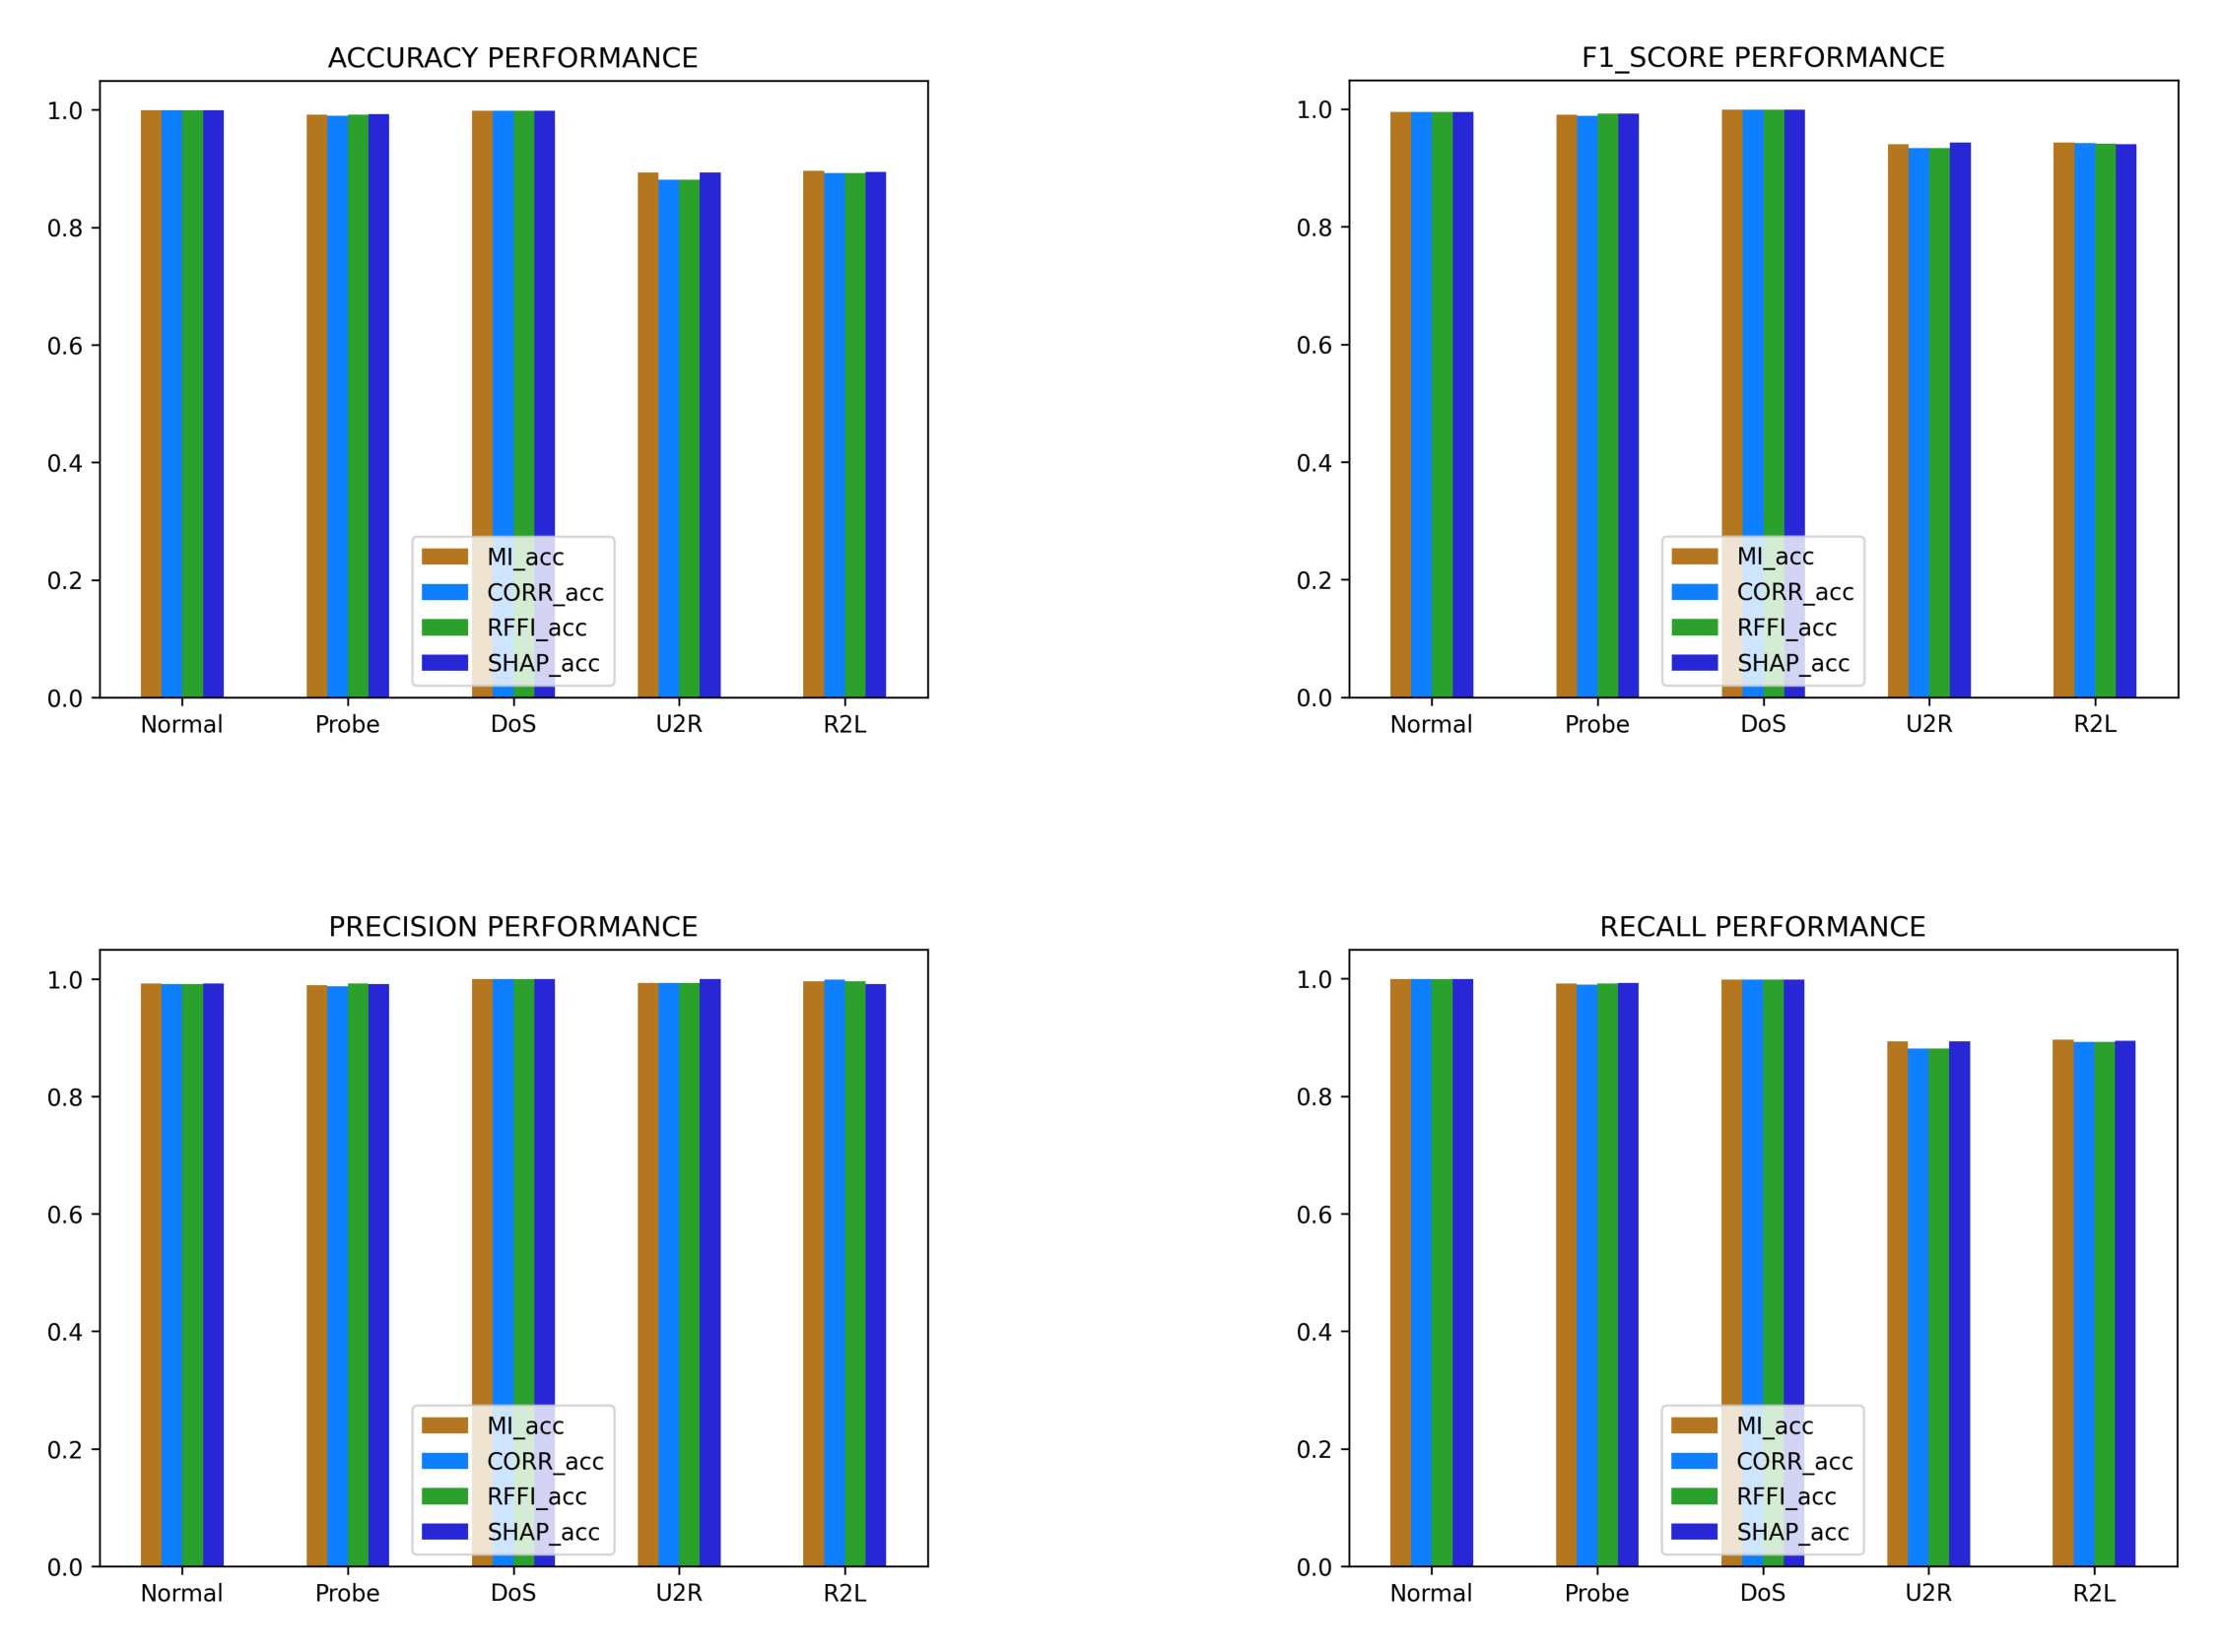 ACCURACY PERFORMANCE
1.0
0.8
0.6
0.4
0.2
0.0
MI_acc
CORR_acc
RFFI_acc
SHAP_acc
Normal Probe DoS U2R R2L
F1_SCORE PERFORMANCE
1.0
0.8
0.6
0.4
0.2
0.0
MI_acc
CORR_acc
RFFI_acc
SHAP_acc
Normal Probe DoS U2R R2L
PRECISION PERFORMANCE
1.0
0.8
0.6
0.4
0.2
0.0
MI_acc
CORR_acc
RFFI_acc
SHAP_acc
Normal Probe DoS U2R R2L
RECALL PERFORMANCE
1.0
0.8
0.6
0.4
0.2
0.0
MI_acc
CORR_acc
RFFI_acc
SHAP_acc
Normal Probe DoS U2R R2L